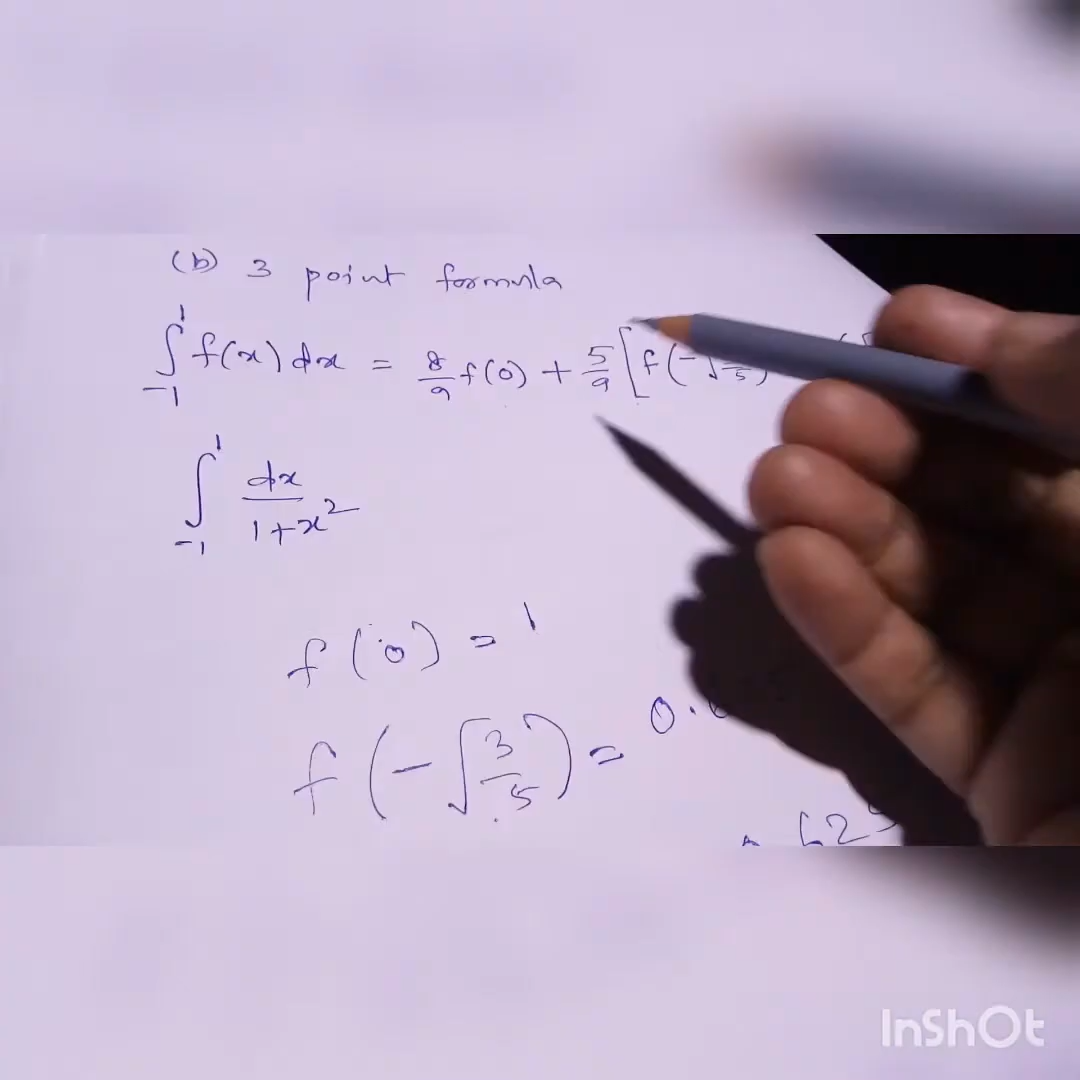 (b) 3 point formula
∫₋₁¹ f(x) dx = 8/9 f(0) + 5/9 [f(-√
∫₋₁¹ dx/(1+x²)
f(0) = 1
f(-√(3/5)) = 0.
625
InShOt